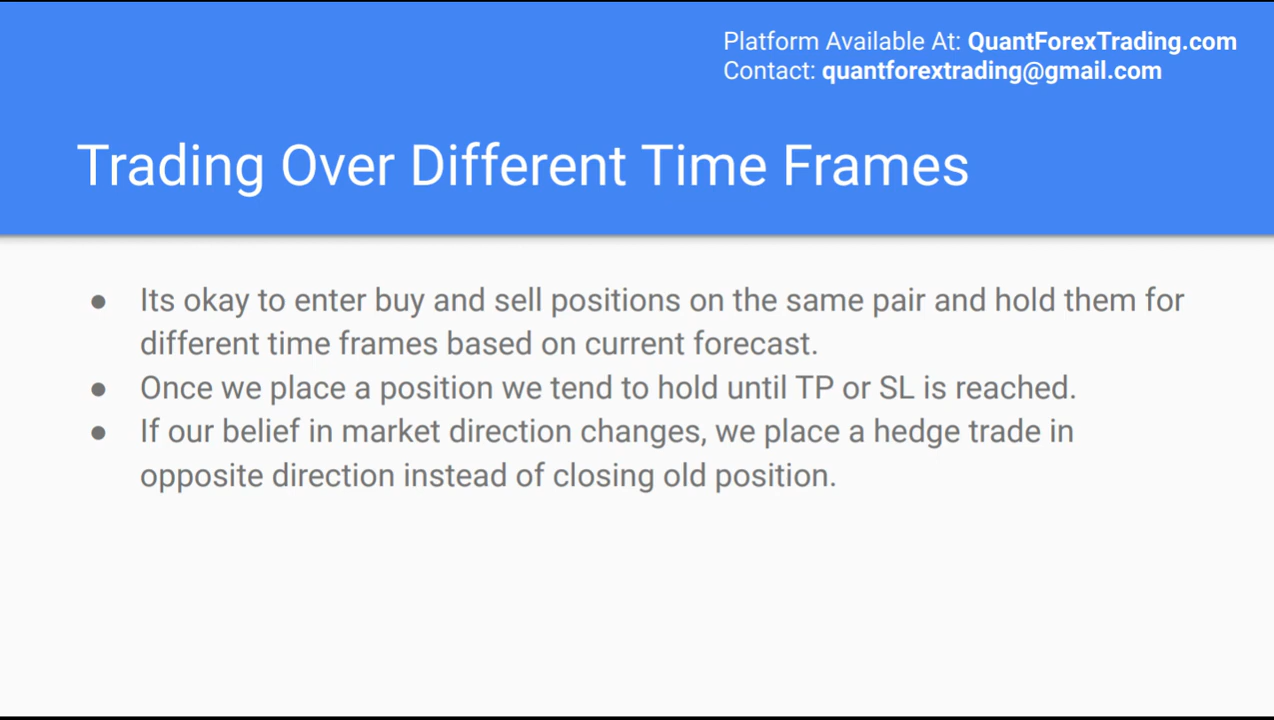 Platform Available At: QuantForexTrading.com
Contact: quantforextrading@gmail.com
Trading Over Different Time Frames
● Its okay to enter buy and sell positions on the same pair and hold them for
different time frames based on current forecast.
● Once we place a position we tend to hold until TP or SL is reached.
● If our belief in market direction changes, we place a hedge trade in
opposite direction instead of closing old position.